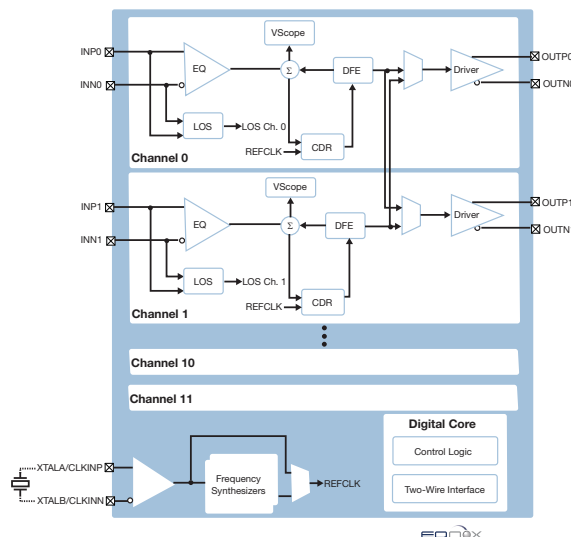 VScope
INP0
EQ
Σ
DFE
Driver
OUTP0
INN0
OUTN0
LOS
LOS Ch. 0
REFCLK
CDR
Channel 0
VScope
INP1
EQ
Σ
DFE
Driver
OUTP1
INN1
OUTN
LOS
LOS Ch. 1
REFCLK
CDR
Channel 1
Channel 10
Channel 11
Digital Core
Control Logic
Two-Wire Interface
XTALA/CLKINP
Frequency
Synthesizers
REFCLK
XTALB/CLKINN